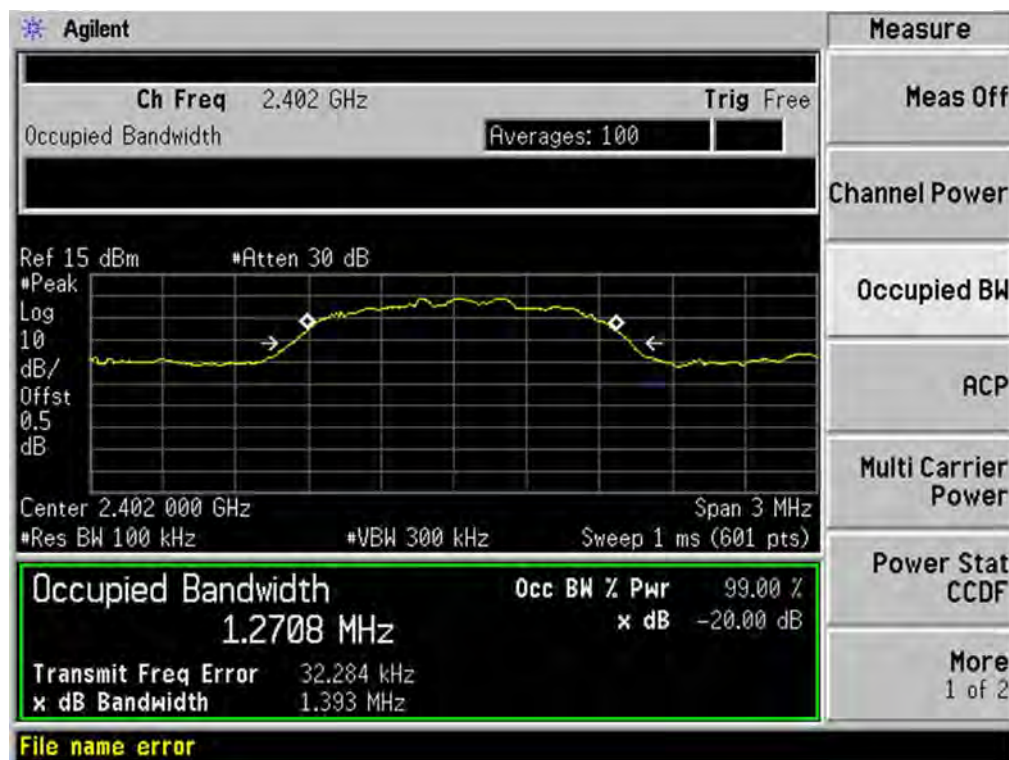 Agilent
Measure
Ch Freq 2.402 GHz Trig Free
Occupied Bandwidth Averages: 100
Meas Off
Channel Power
Occupied BW
ACP
Multi Carrier
Power
Power Stat
CCDF
More
1 of 2
Ref 15 dBm #Atten 30 dB
#Peak
Log
10
dB/
Offst
0.5
dB
Center 2.402 000 GHz Span 3 MHz
#Res BW 100 kHz #VBW 300 kHz Sweep 1 ms (601 pts)
Occupied Bandwidth Occ BW % Pwr 99.00 %
1.2708 MHz x dB -20.00 dB
Transmit Freq Error 32.284 kHz
x dB Bandwidth 1.393 MHz
File name error